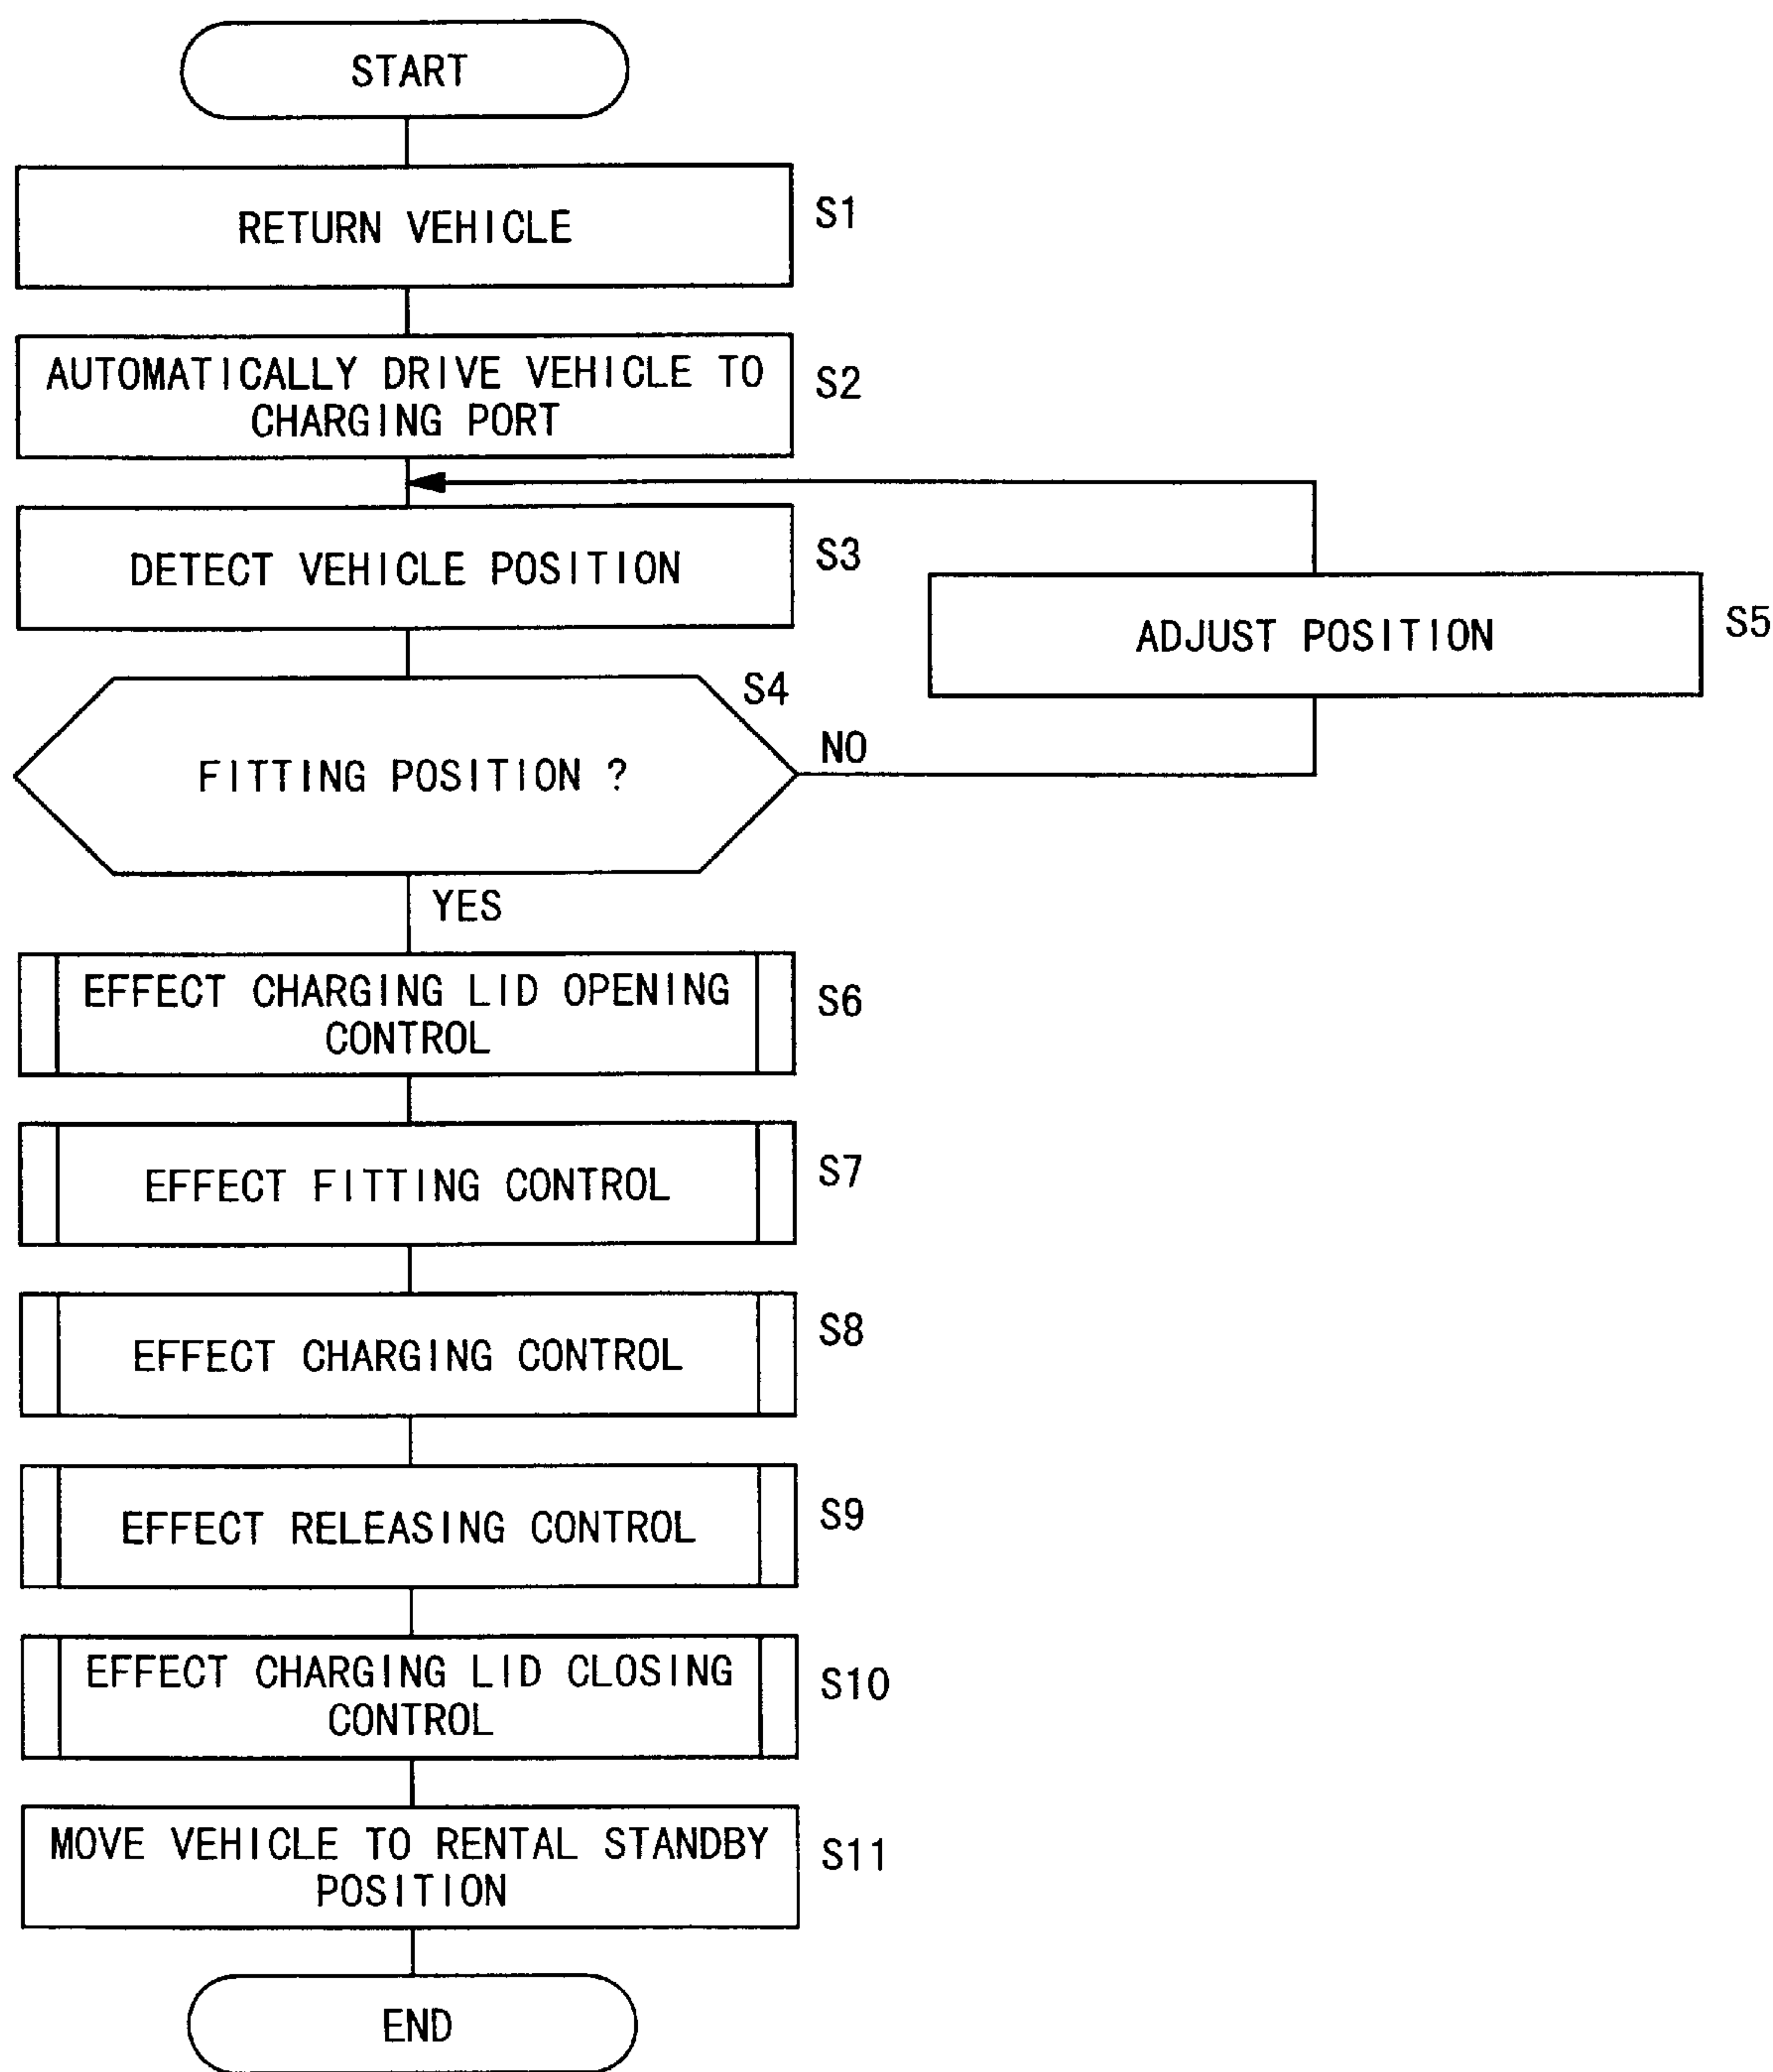 START
RETURN VEHICLE
S1
AUTOMATICALLY DRIVE VEHICLE TO
CHARGING PORT
S2
DETECT VEHICLE POSITION
S3
ADJUST POSITION
S5
S4
FITTING POSITION ?
NO
YES
EFFECT CHARGING LID OPENING
CONTROL
S6
EFFECT FITTING CONTROL
S7
EFFECT CHARGING CONTROL
S8
EFFECT RELEASING CONTROL
S9
EFFECT CHARGING LID CLOSING
CONTROL
S10
MOVE VEHICLE TO RENTAL STANDBY
POSITION
S11
END